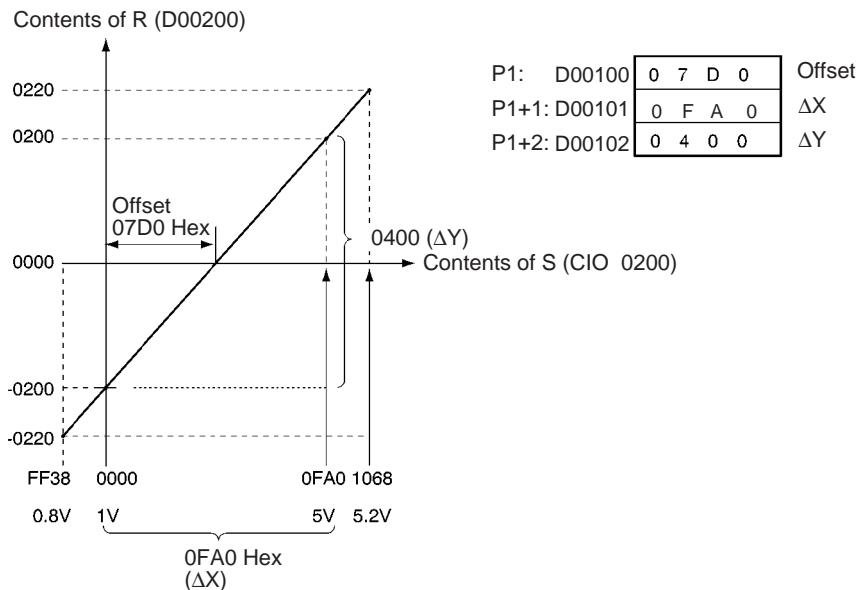 Contents of R (D00200)
0220
0200
Offset
07D0 Hex
0400 (ΔY)
0000
Contents of S (CIO 0200)
-0200
-0220
FF38 0000 0FA0 1068
0.8V 1V 5V 5.2V
0FA0 Hex
(ΔX)
P1: D00100 0 7 D 0 Offset
P1+1: D00101 0 F A 0 ΔX
P1+2: D00102 0 4 0 0 ΔY